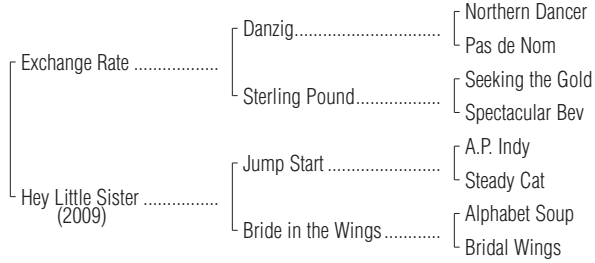 Northern Dancer
Danzig..............................
Pas de Nom
Exchange Rate .................
Seeking the Gold
Sterling Pound.................
Spectacular Bev
A.P. Indy
Jump Start .......................
Steady Cat
Hey Little Sister ...............
(2009)
Alphabet Soup
Bride in the Wings ...........
Bridal Wings